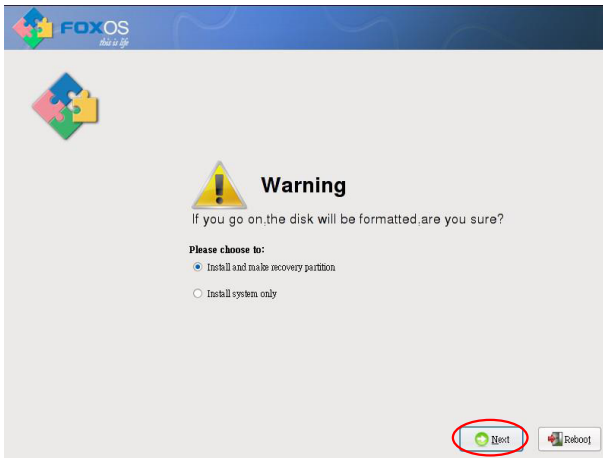 FOXOS
this is life
Warning
If you go on,the disk will be formatted,are you sure?
Please choose to:
Install and make recovery partition
Install system only
Next
Reboot